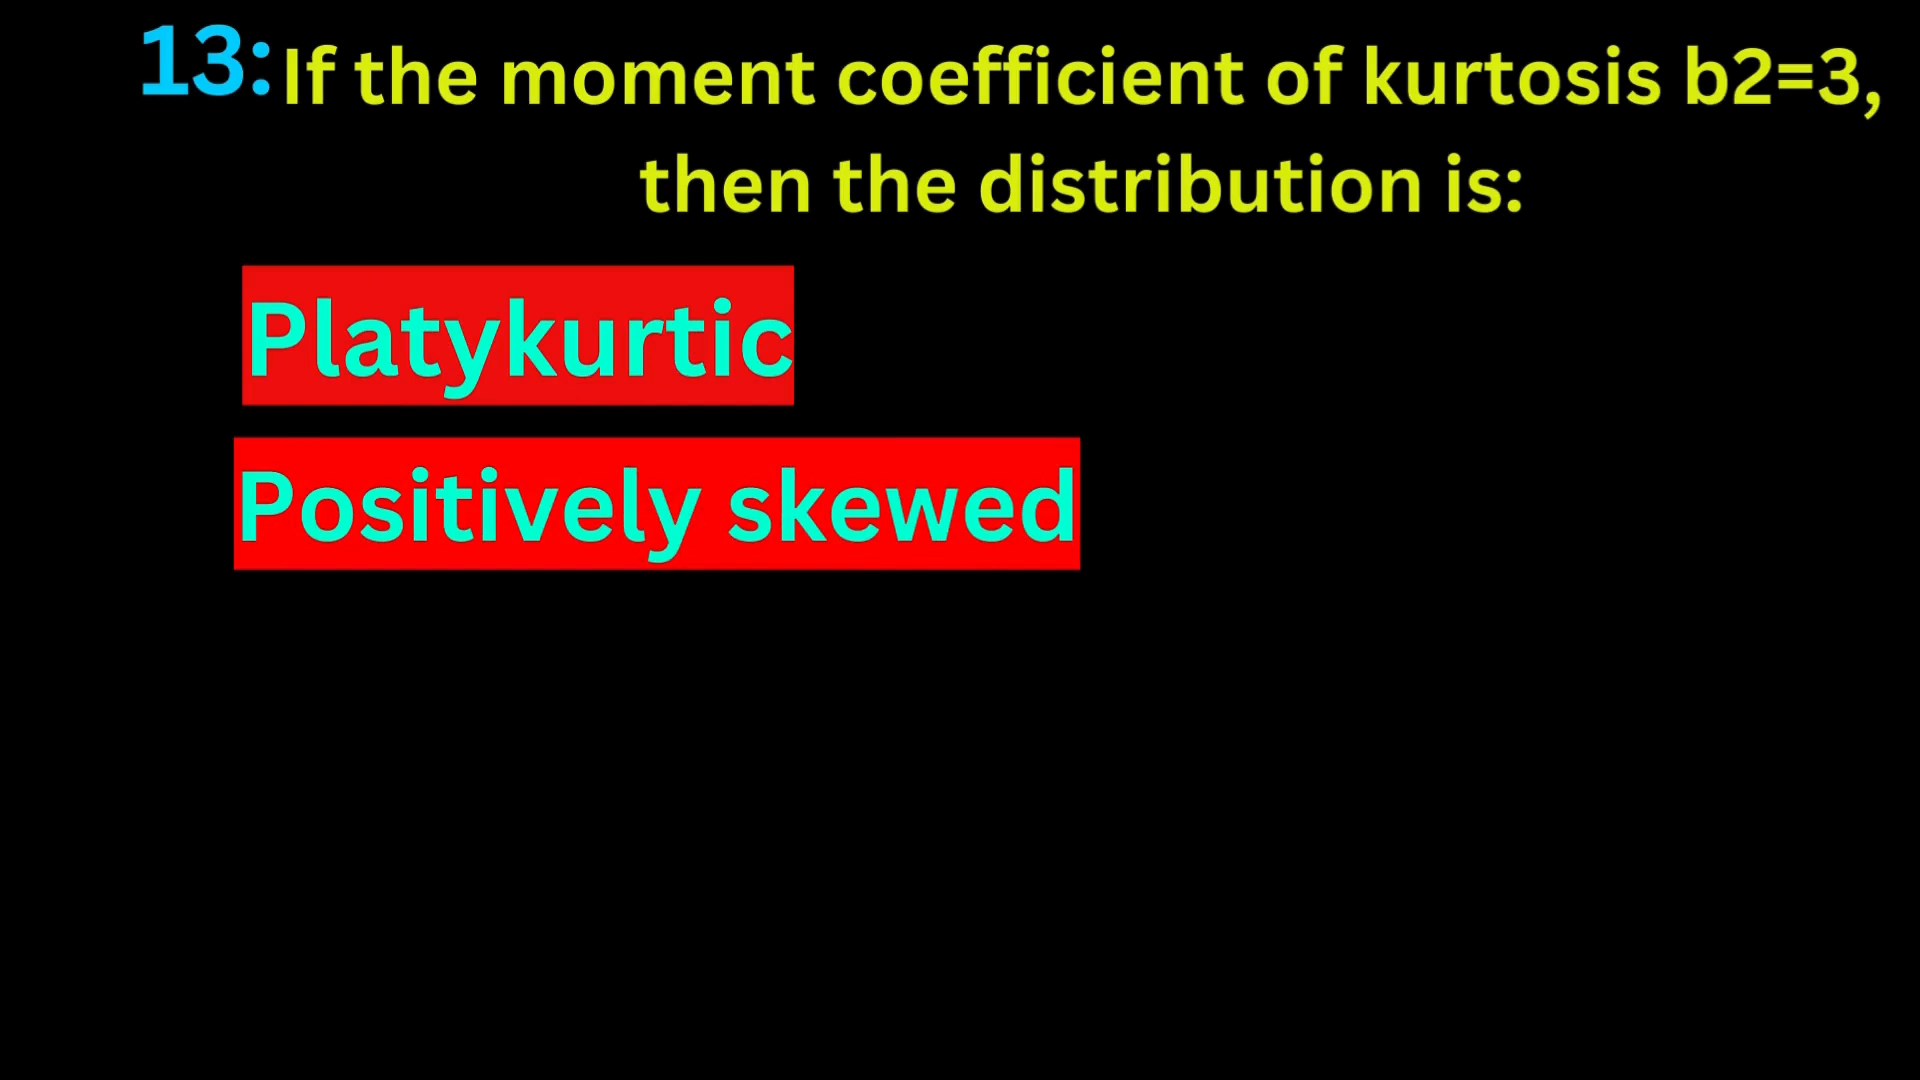 13: If the moment coefficient of kurtosis b2=3,
then the distribution is:
Platykurtic
Positively skewed